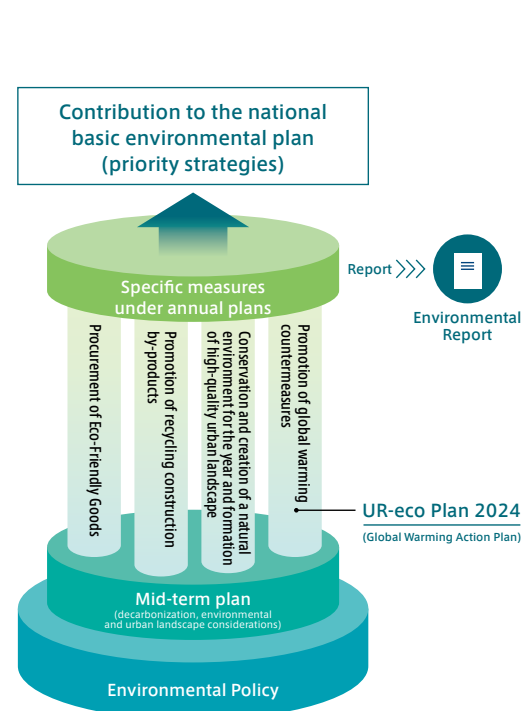 Contribution to the national
basic environmental plan
(priority strategies)
Specific measures
under annual plans
Report
Environmental
Report
Procurement of Eco-Friendly Goods
Promotion of recycling construction
by-products
Conservation and creation of a natural
environment for the year and formation
of high-quality urban landscape
Promotion of global warming
countermeasures
UR-eco Plan 2024
(Global Warming Action Plan)
Mid-term plan
(decarbonization, environmental
and urban landscape considerations)
Environmental Policy